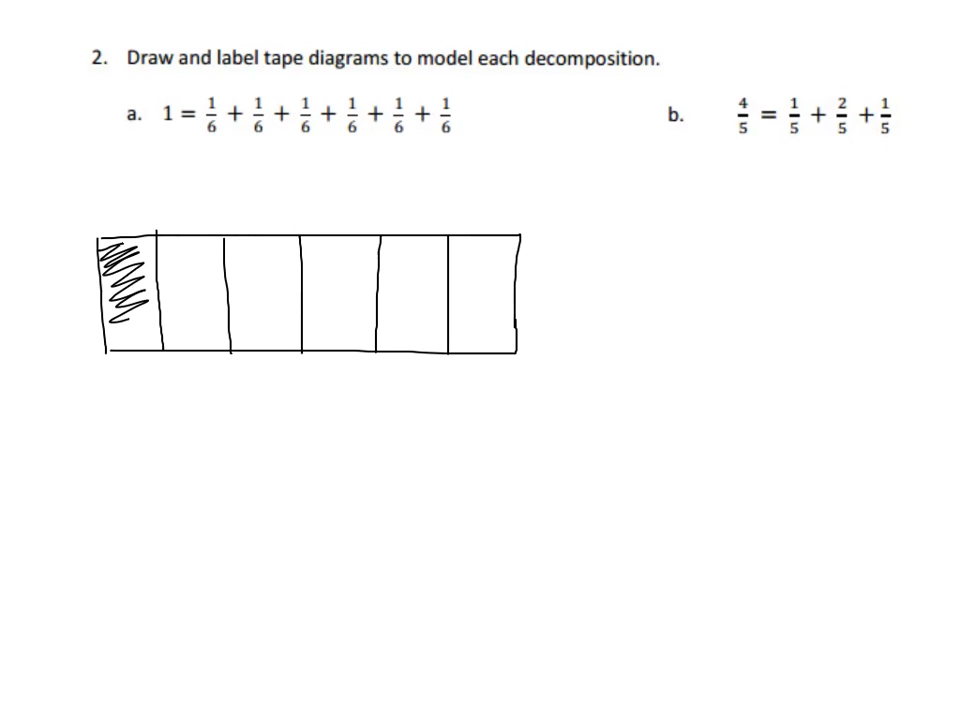 2. Draw and label tape diagrams to model each decomposition.
a. 1 = 1/6 + 1/6 + 1/6 + 1/6 + 1/6 + 1/6
b. 4/5 = 1/5 + 2/5 + 1/5